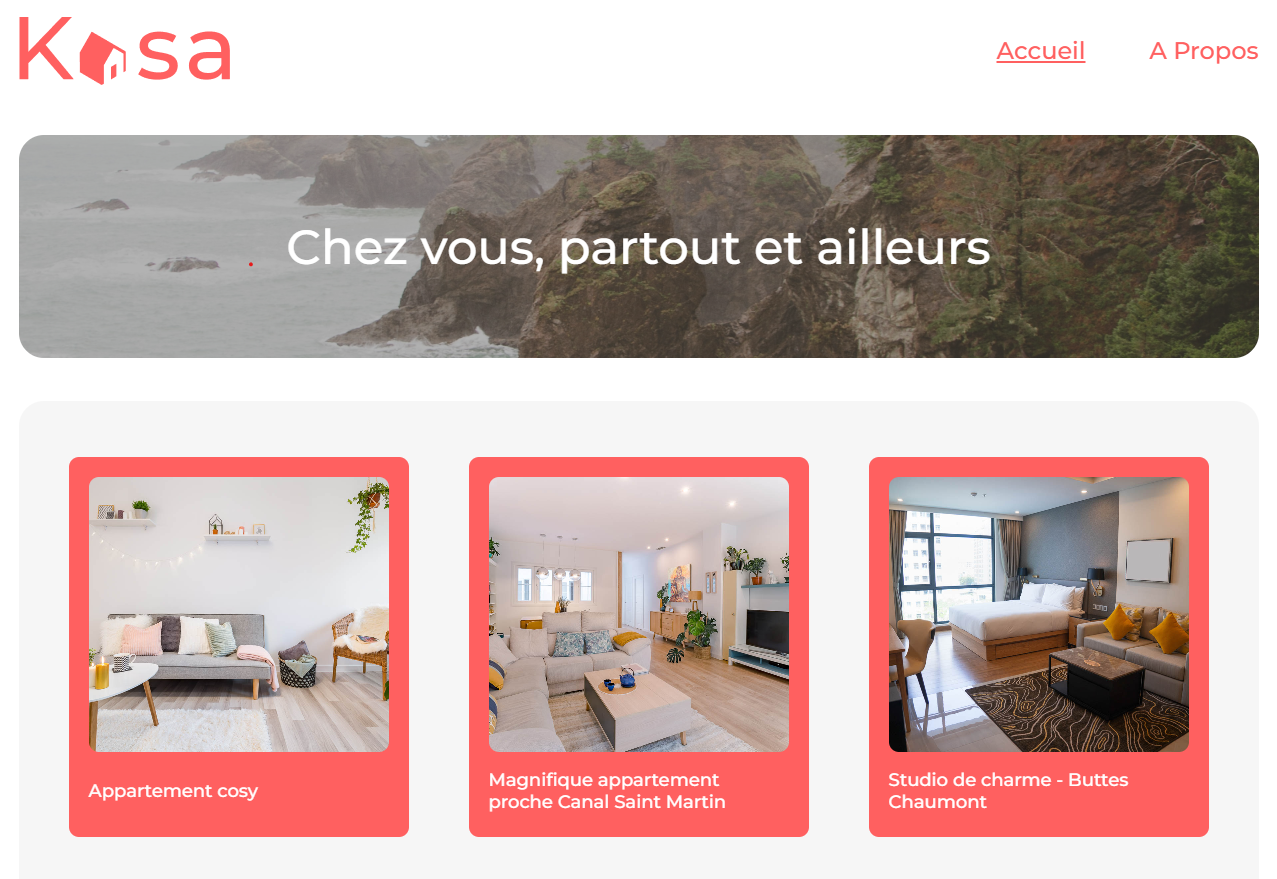 Kasa
Accueil
A Propos
Chez vous, partout et ailleurs
Appartement cosy
Magnifique appartement
proche Canal Saint Martin
Studio de charme - Buttes
Chaumont